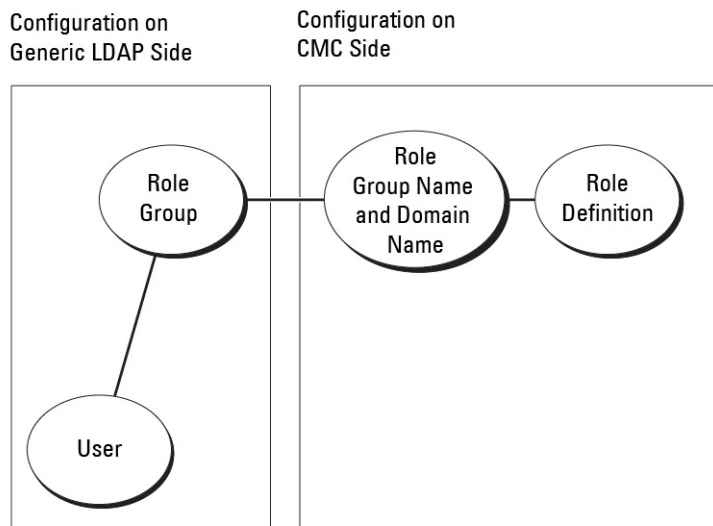 Configuration on
Generic LDAP Side
Configuration on
CMC Side
Role
Group
Role
Group Name
and Domain
Name
Role
Definition
User